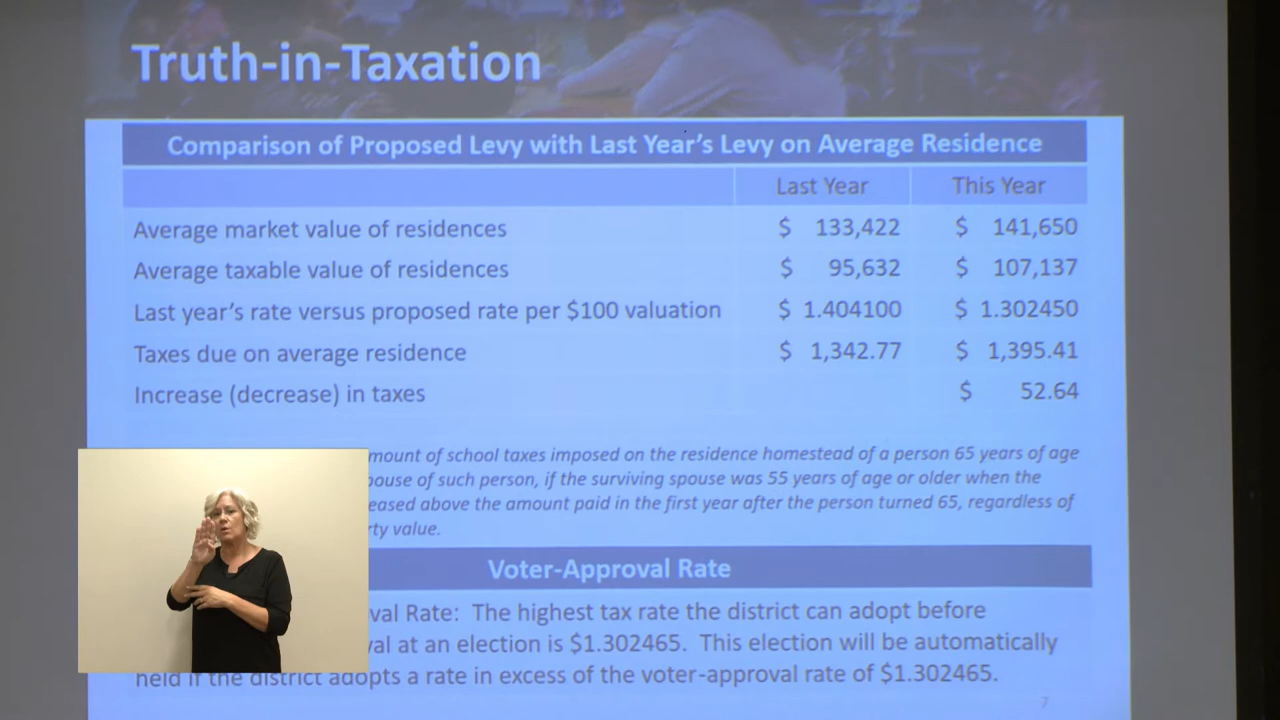 Truth-in-Taxation
Comparison of Proposed Levy with Last Year's Levy on Average Residence
Last Year This Year
Average market value of residences $ 133,422 $ 141,650
Average taxable value of residences $ 95,632 $ 107,137
Last year's rate versus proposed rate per $100 valuation $ 1.404100 $ 1.302450
Taxes due on average residence $ 1,342.77 $ 1,395.41
Increase (decrease) in taxes $ 52.64
mount of school taxes imposed on the residence homestead of a person 65 years of age
pouse of such person, if the surviving spouse was 55 years of age or older when the
eased above the amount paid in the first year after the person turned 65, regardless of
rty value.
Voter-Approval Rate
val Rate: The highest tax rate the district can adopt before
val at an election is $1.302465. This election will be automatically
held if the district adopts a rate in excess of the voter-approval rate of $1.302465.
7